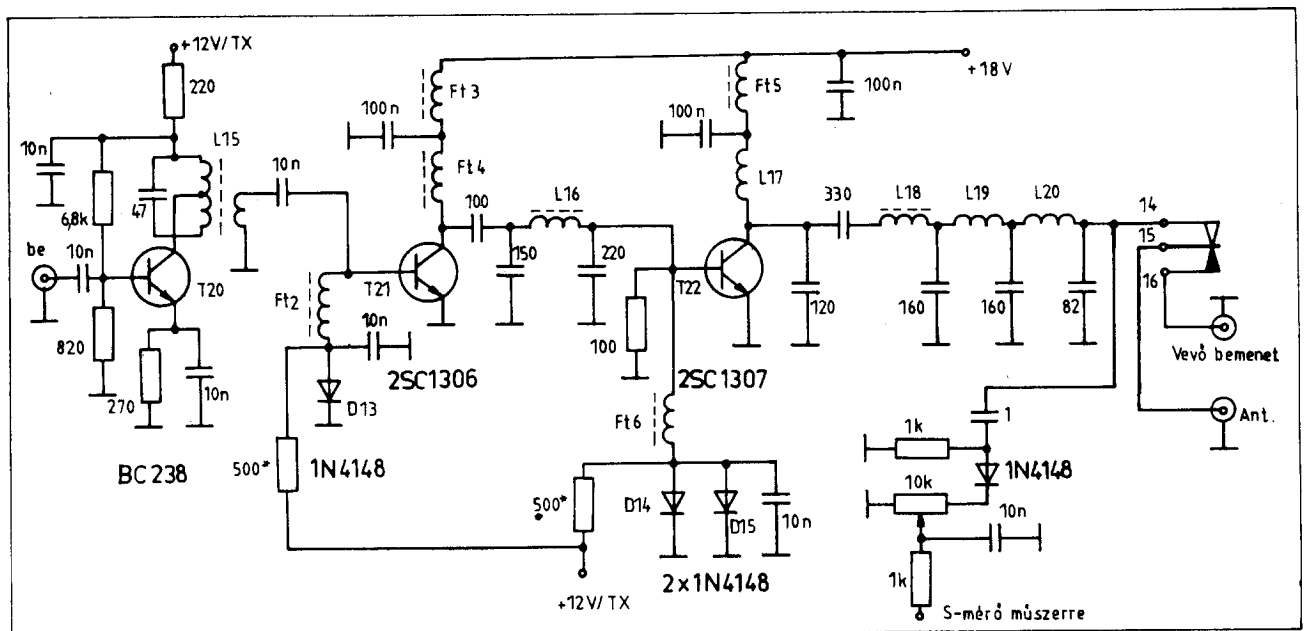 +12V/TX
220
L15
10n
47
6,8k
10n
be
T20
820
270
10n
BC238
10n
Ft2
T21
10n
D13
500*
1N4148
2SC1306
Ft3
100n
Ft4
100
L16
150
220
100
T22
2SC1307
Ft5
100n
L17
100n
+18V
330
L18
L19
L20
120
160
160
82
14
15
16
Vevő bemenet
Ant.
Ft6
500*
D14
D15
10n
2x1N4148
+12V/TX
1
1k
1N4148
10k
10n
1k
S-mérő műszerre